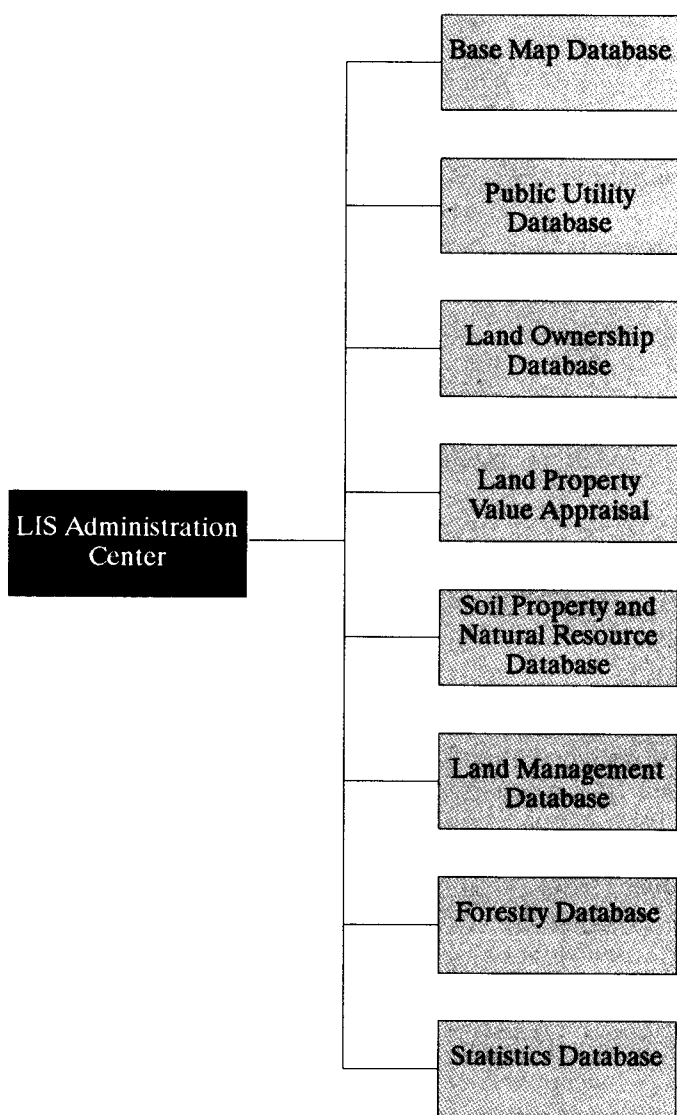 Base Map Database
Public Utility
Database
Land Ownership
Database
Land Property
Value Appraisal
LIS Administration
Center
Soil Property and
Natural Resource
Database
Land Management
Database
Forestry Database
Statistics Database